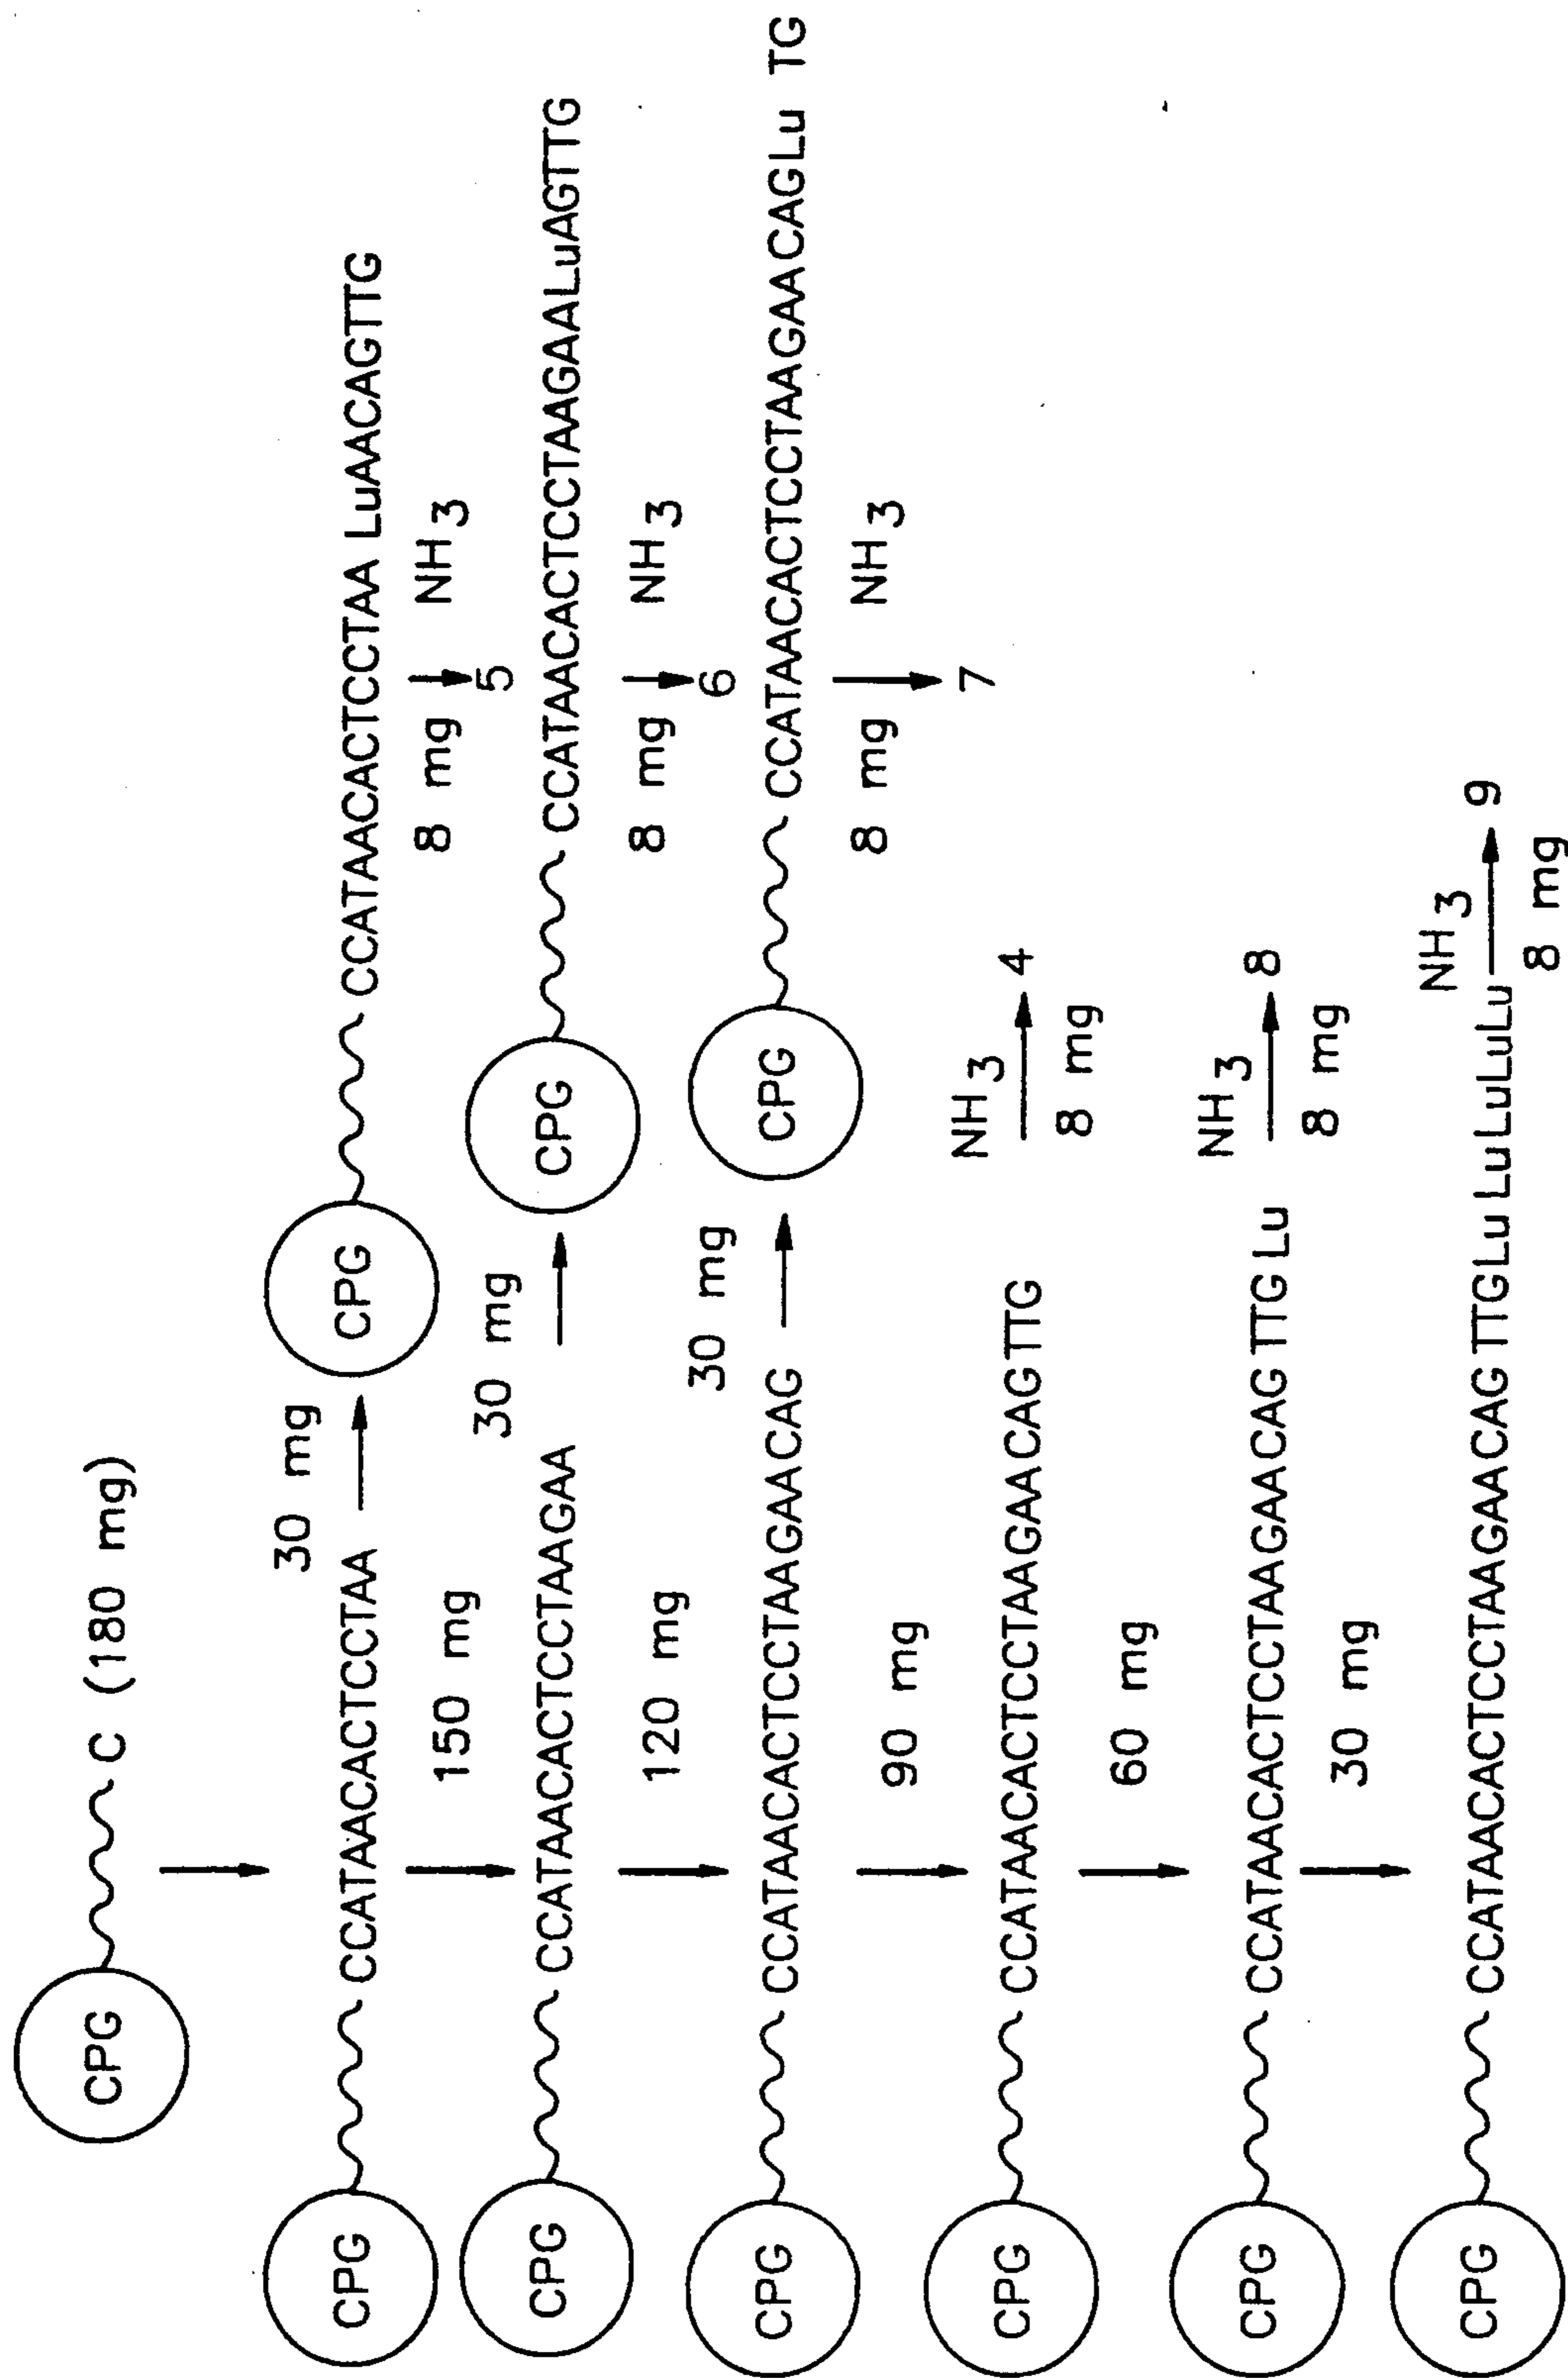 CPG C (180 mg)
30 mg
CPG CCATAACACTCCTAA CPG CCATAACACTCCTAA LuAACAGTTG
150 mg 8 mg NH3
5
30 mg
CPG CCATAACACTCCTAAGAA CPG CCATAACACTCCTAAGAALuAGTTG
120 mg 8 mg NH3
6
30 mg
CPG CCATAACACTCCTAAGAACAG CPG CCATAACACTCCTAAGAACAGLu TG
90 mg 8 mg NH3
7
NH3
CPG CCATAACACTCCTAAGAACAGTTG 4
8 mg
60 mg
NH3
CPG CCATAACACTCCTAAGAACAGTTG Lu 8
8 mg
30 mg
NH3
CPG CCATAACACTCCTAAGAACAGTTGLu LuLuLuLu 9
8 mg